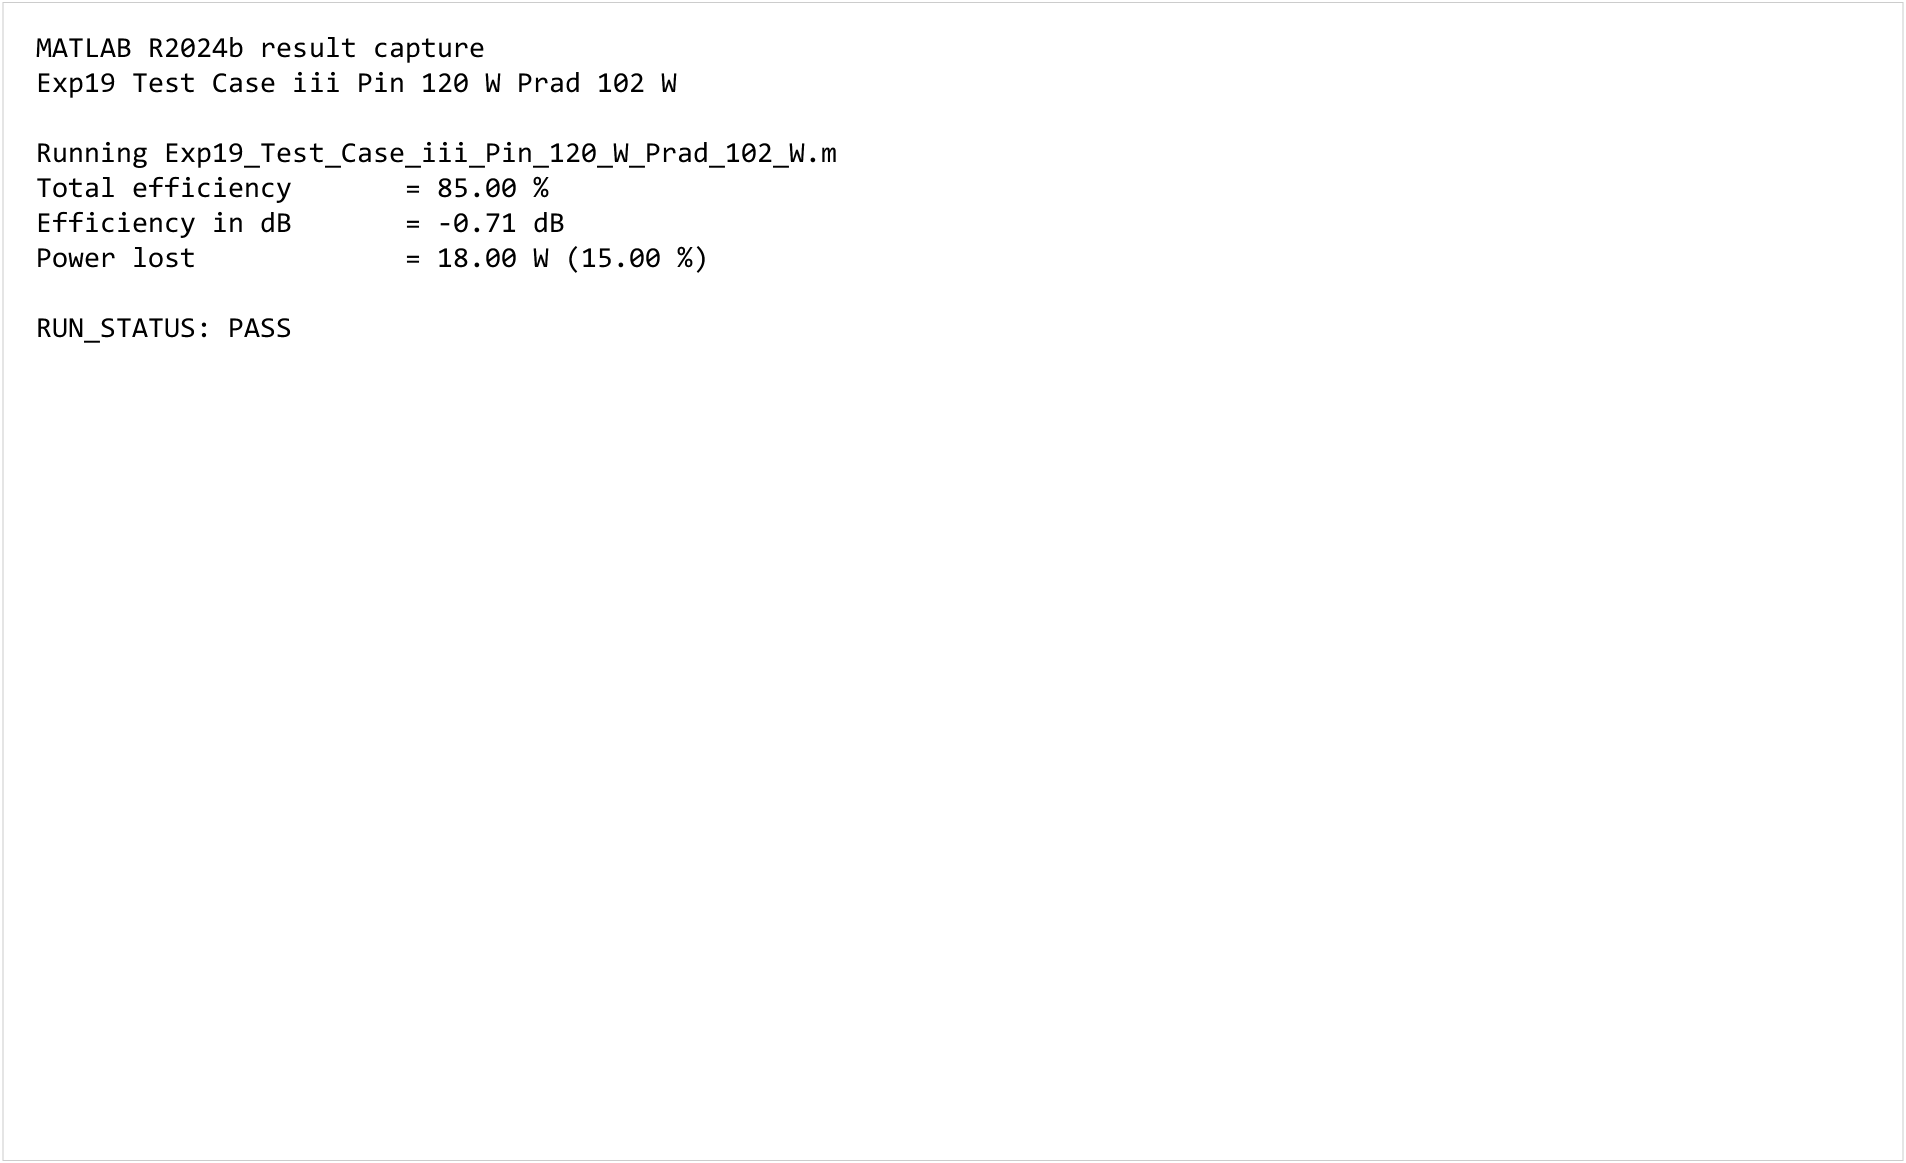 MATLAB R2024b result capture
Exp19 Test Case iii Pin 120 W Prad 102 W
Running Exp19_Test_Case_iii_Pin_120_W_Prad_102_W.m
Total efficiency       = 85.00 %
Efficiency in dB       = -0.71 dB
Power lost             = 18.00 W (15.00 %)
RUN_STATUS: PASS